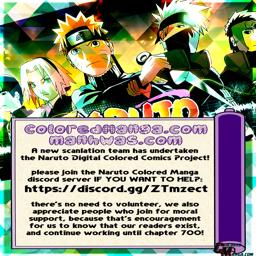 NARUTO
coloredmanga.com
manhwas.com
A new scanlation team has undertaken
the Naruto Digital Colored Comics Project!
please join the Naruto Colored Manga
discord server IF YOU WANT TO HELP:
https://discord.gg/ZTmzect
there's no need to volunteer, we also
appreciate people who join for moral
support, because that's encouragement
for us to know that our readers exist,
and continue working until chapter 700!